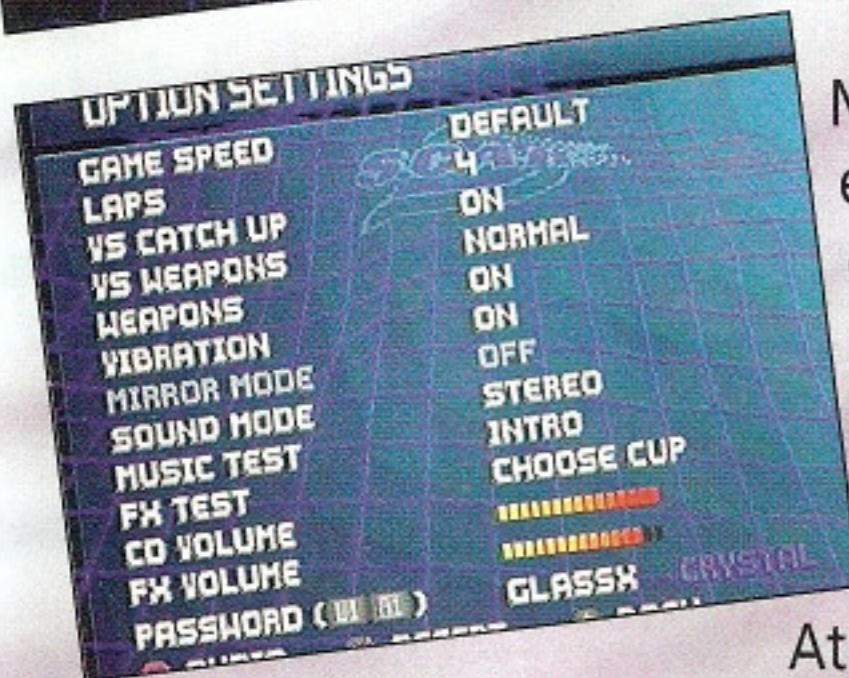 OPTION SETTINGS
GAME SPEED DEFAULT
LAPS 4
VS CATCH UP ON
VS WEAPONS NORMAL
WEAPONS ON
VIBRATION ON
MIRROR MODE OFF
SOUND MODE STEREO
MUSIC TEST INTRO
FX TEST CHOOSE CUP
CD VOLUME
FX VOLUME
PASSWORD ( ) GLASSX
CRYSTAL
At